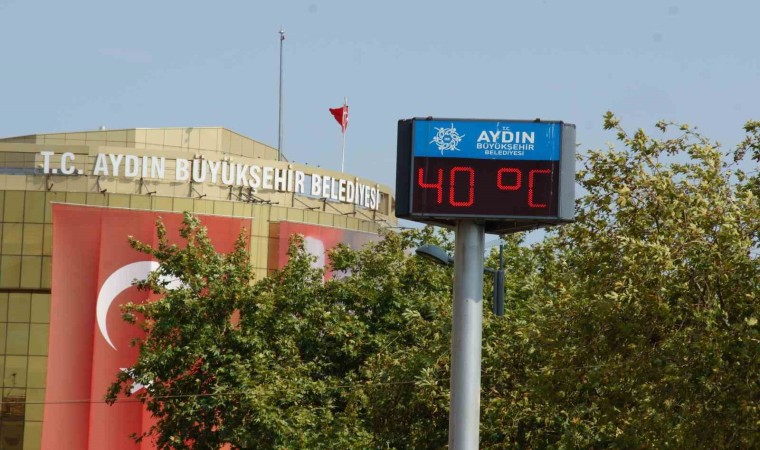 T.C. AYDIN BÜYÜKŞEHİR BELEDİYESİ
T.C.
AYDIN
BÜYÜKŞEHİR
BELEDİYESİ
40 °C